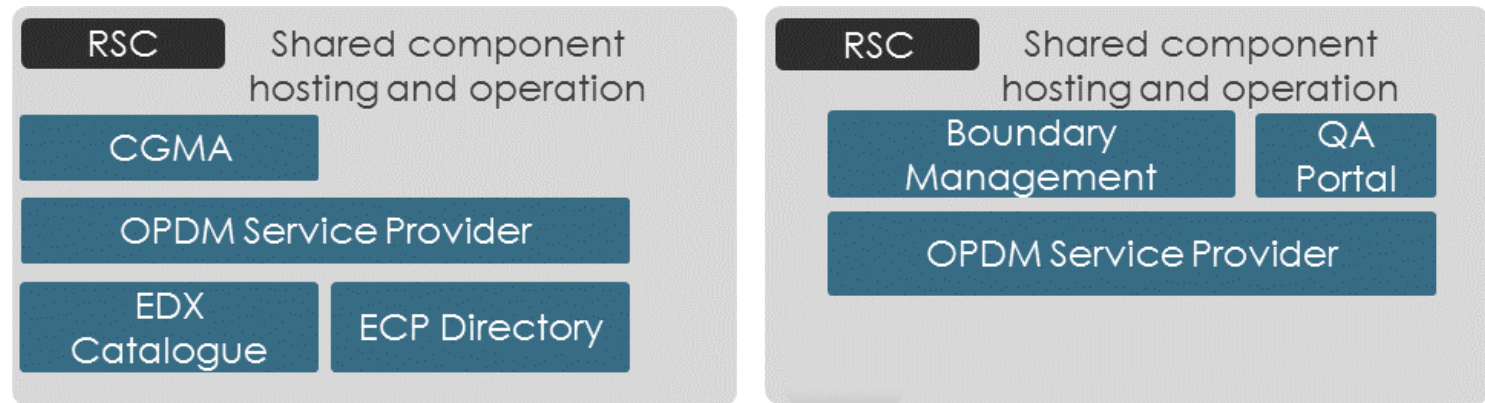 RSC
Shared component
hosting and operation
CGMA
OPDM Service Provider
EDX
Catalogue
ECP Directory
RSC
Shared component
hosting and operation
Boundary
Management
QA
Portal
OPDM Service Provider